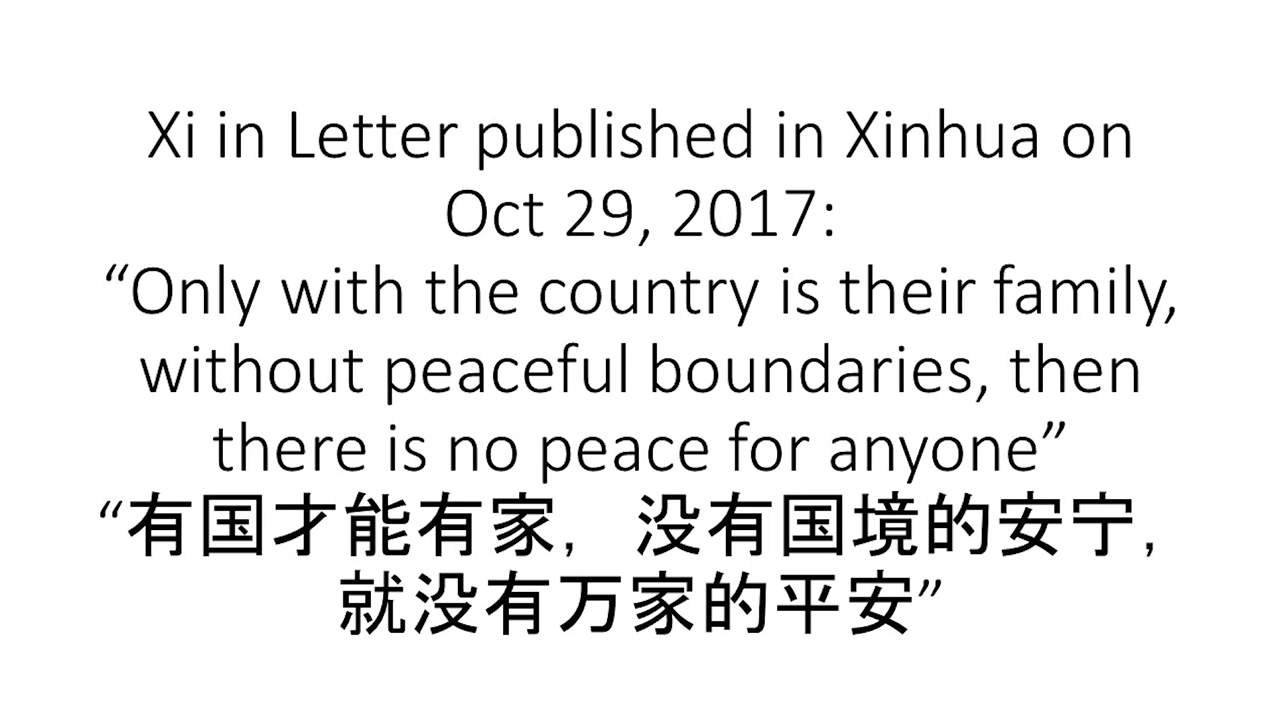 Xi in Letter published in Xinhua on
Oct 29, 2017:
“Only with the country is their family,
without peaceful boundaries, then
there is no peace for anyone”
“有国才能有家， 没有国境的安宁，
就没有万家的平安”